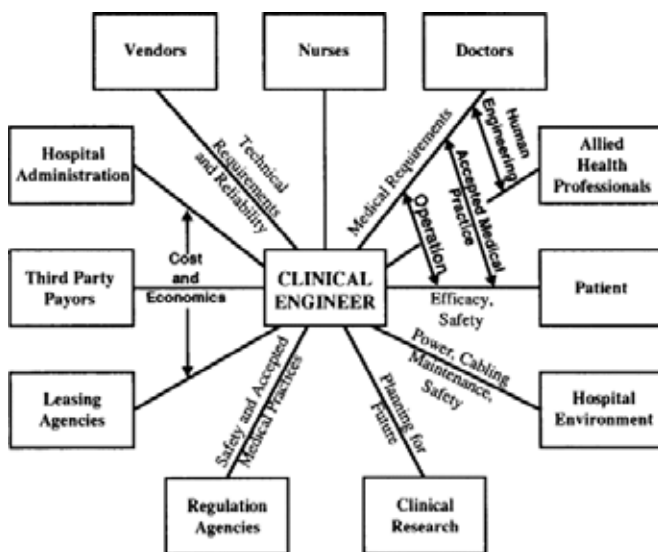 Vendors
Nurses
Doctors
Technical
Requirements
and Reliability
Medical Requirements
Human
Engineering
Accepted Medical
Practice
Operation
Hospital
Administration
Allied
Health
Professionals
Third Party
Payors
Cost
and
Economics
CLINICAL
ENGINEER
Efficacy,
Safety
Patient
Leasing
Agencies
Safety and Accepted
Medical Practices
Planning for
Future
Power, Cabling
Maintenance,
Safety
Hospital
Environment
Regulation
Agencies
Clinical
Research